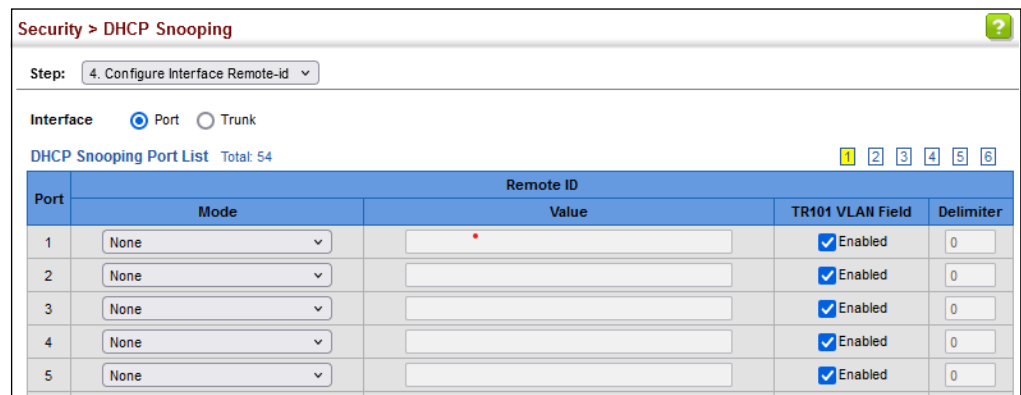 Security > DHCP Snooping
?
Step: 4. Configure Interface Remote-id
Interface Port Trunk
DHCP Snooping Port List Total: 54 1 2 3 4 5 6
Port Remote ID
Mode Value TR101 VLAN Field Delimiter
1 None Enabled 0
2 None Enabled 0
3 None Enabled 0
4 None Enabled 0
5 None Enabled 0